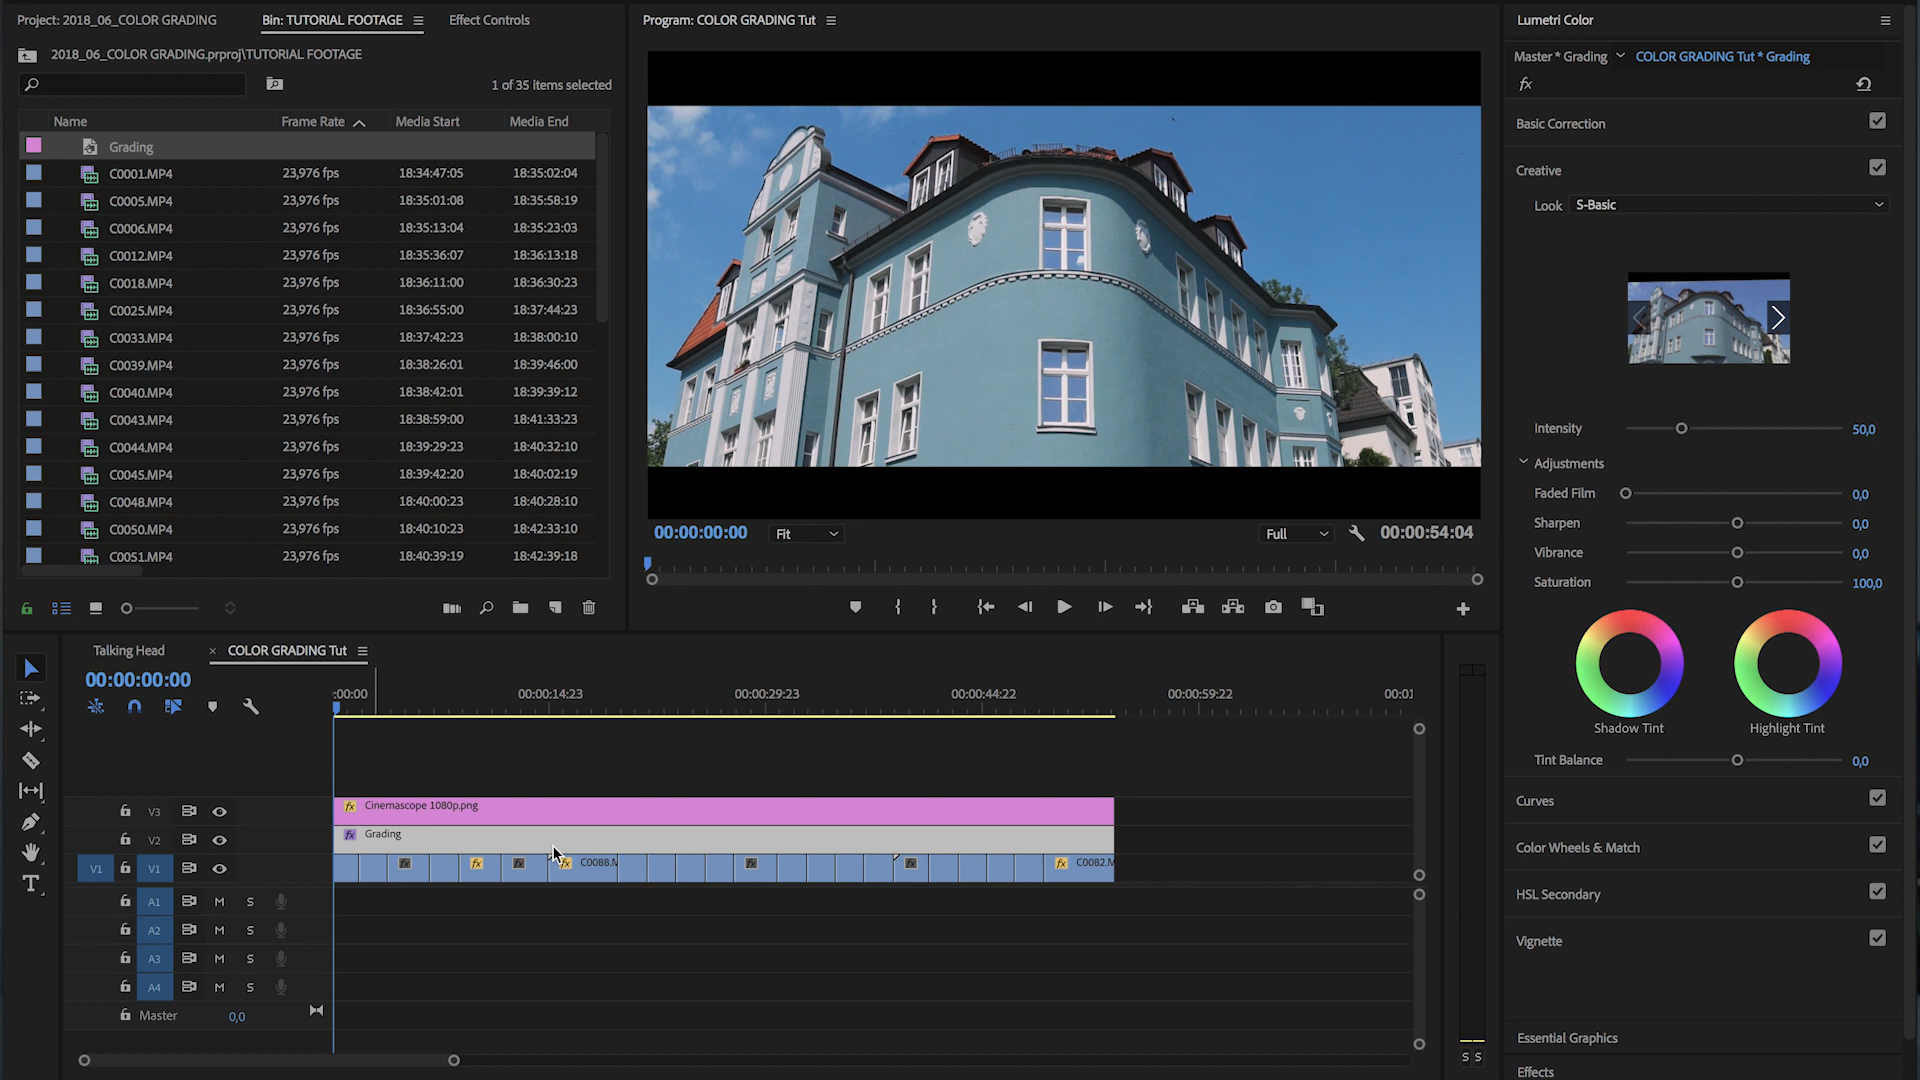 Project: 2018_06_COLOR GRADING
Bin: TUTORIAL FOOTAGE
Effect Controls
2018_06_COLOR GRADING.prproj\TUTORIAL FOOTAGE
1 of 35 items selected
Name Frame Rate Media Start Media End
Grading
C0001.MP4 23,976 fps 18:34:47:05 18:35:02:04
C0005.MP4 23,976 fps 18:35:01:08 18:35:58:19
C0006.MP4 23,976 fps 18:35:13:04 18:35:23:03
C0012.MP4 23,976 fps 18:35:36:07 18:36:13:18
C0018.MP4 23,976 fps 18:36:11:00 18:36:30:23
C0025.MP4 23,976 fps 18:36:55:00 18:37:44:23
C0033.MP4 23,976 fps 18:37:42:23 18:38:00:10
C0039.MP4 23,976 fps 18:38:26:01 18:39:46:00
C0040.MP4 23,976 fps 18:38:42:01 18:39:39:12
C0043.MP4 23,976 fps 18:38:59:00 18:41:33:23
C0044.MP4 23,976 fps 18:39:29:23 18:40:32:10
C0045.MP4 23,976 fps 18:39:42:20 18:40:02:19
C0048.MP4 23,976 fps 18:40:00:23 18:40:28:10
C0050.MP4 23,976 fps 18:40:10:23 18:42:33:10
C0051.MP4 23,976 fps 18:40:39:19 18:42:39:18
Program: COLOR GRADING Tut
00:00:00:00 Fit Full 00:00:54:04
Lumetri Color
Master * Grading COLOR GRADING Tut * Grading
fx
Basic Correction
Creative
Look S-Basic
Intensity 50,0
Adjustments
Faded Film 0,0
Sharpen 0,0
Vibrance 0,0
Saturation 100,0
Shadow Tint Highlight Tint
Tint Balance 0,0
Curves
Color Wheels & Match
HSL Secondary
Vignette
Essential Graphics
Effects
Talking Head × COLOR GRADING Tut
00:00:00:00
:00:00 00:00:14:23 00:00:29:23 00:00:44:22 00:00:59:22 00:01
V3 fx Cinemascope 1080p.png
V2 fx Grading
V1 V1 fx fx fx fx C0088.M fx fx fx C0082.M
A1 M S
A2 M S
A3 M S
A4 M S
Master 0,0
S S